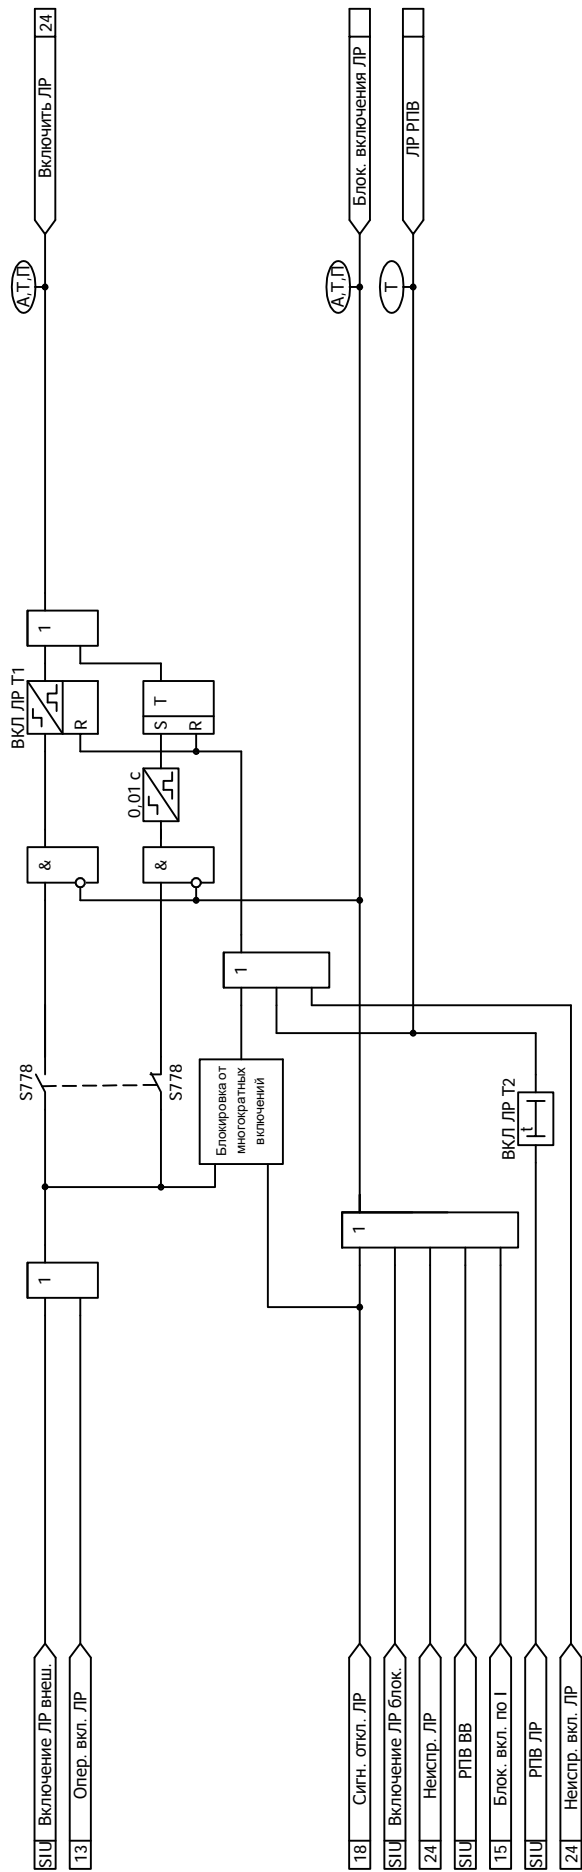 SIU Включение ЛР внеш.
13 Опер. вкл. ЛР
18 Сигн. откл. ЛР
SIU Включение ЛР блок.
24 Неиспр. ЛР
SIU РПВ ВВ
15 Блок. вкл. по I
SIU РПВ ЛР
24 Неиспр. вкл. ЛР
1
S778
S778
Блокировка от
многократных
включений
1
ВКЛ ЛР Т2
t
1
&
&
0,01 с
ВКЛ ЛР Т1
R
S T
R
1
А,Т,П
Включить ЛР 24
А,Т,П
Блок. включения ЛР
Т
ЛР РПВ